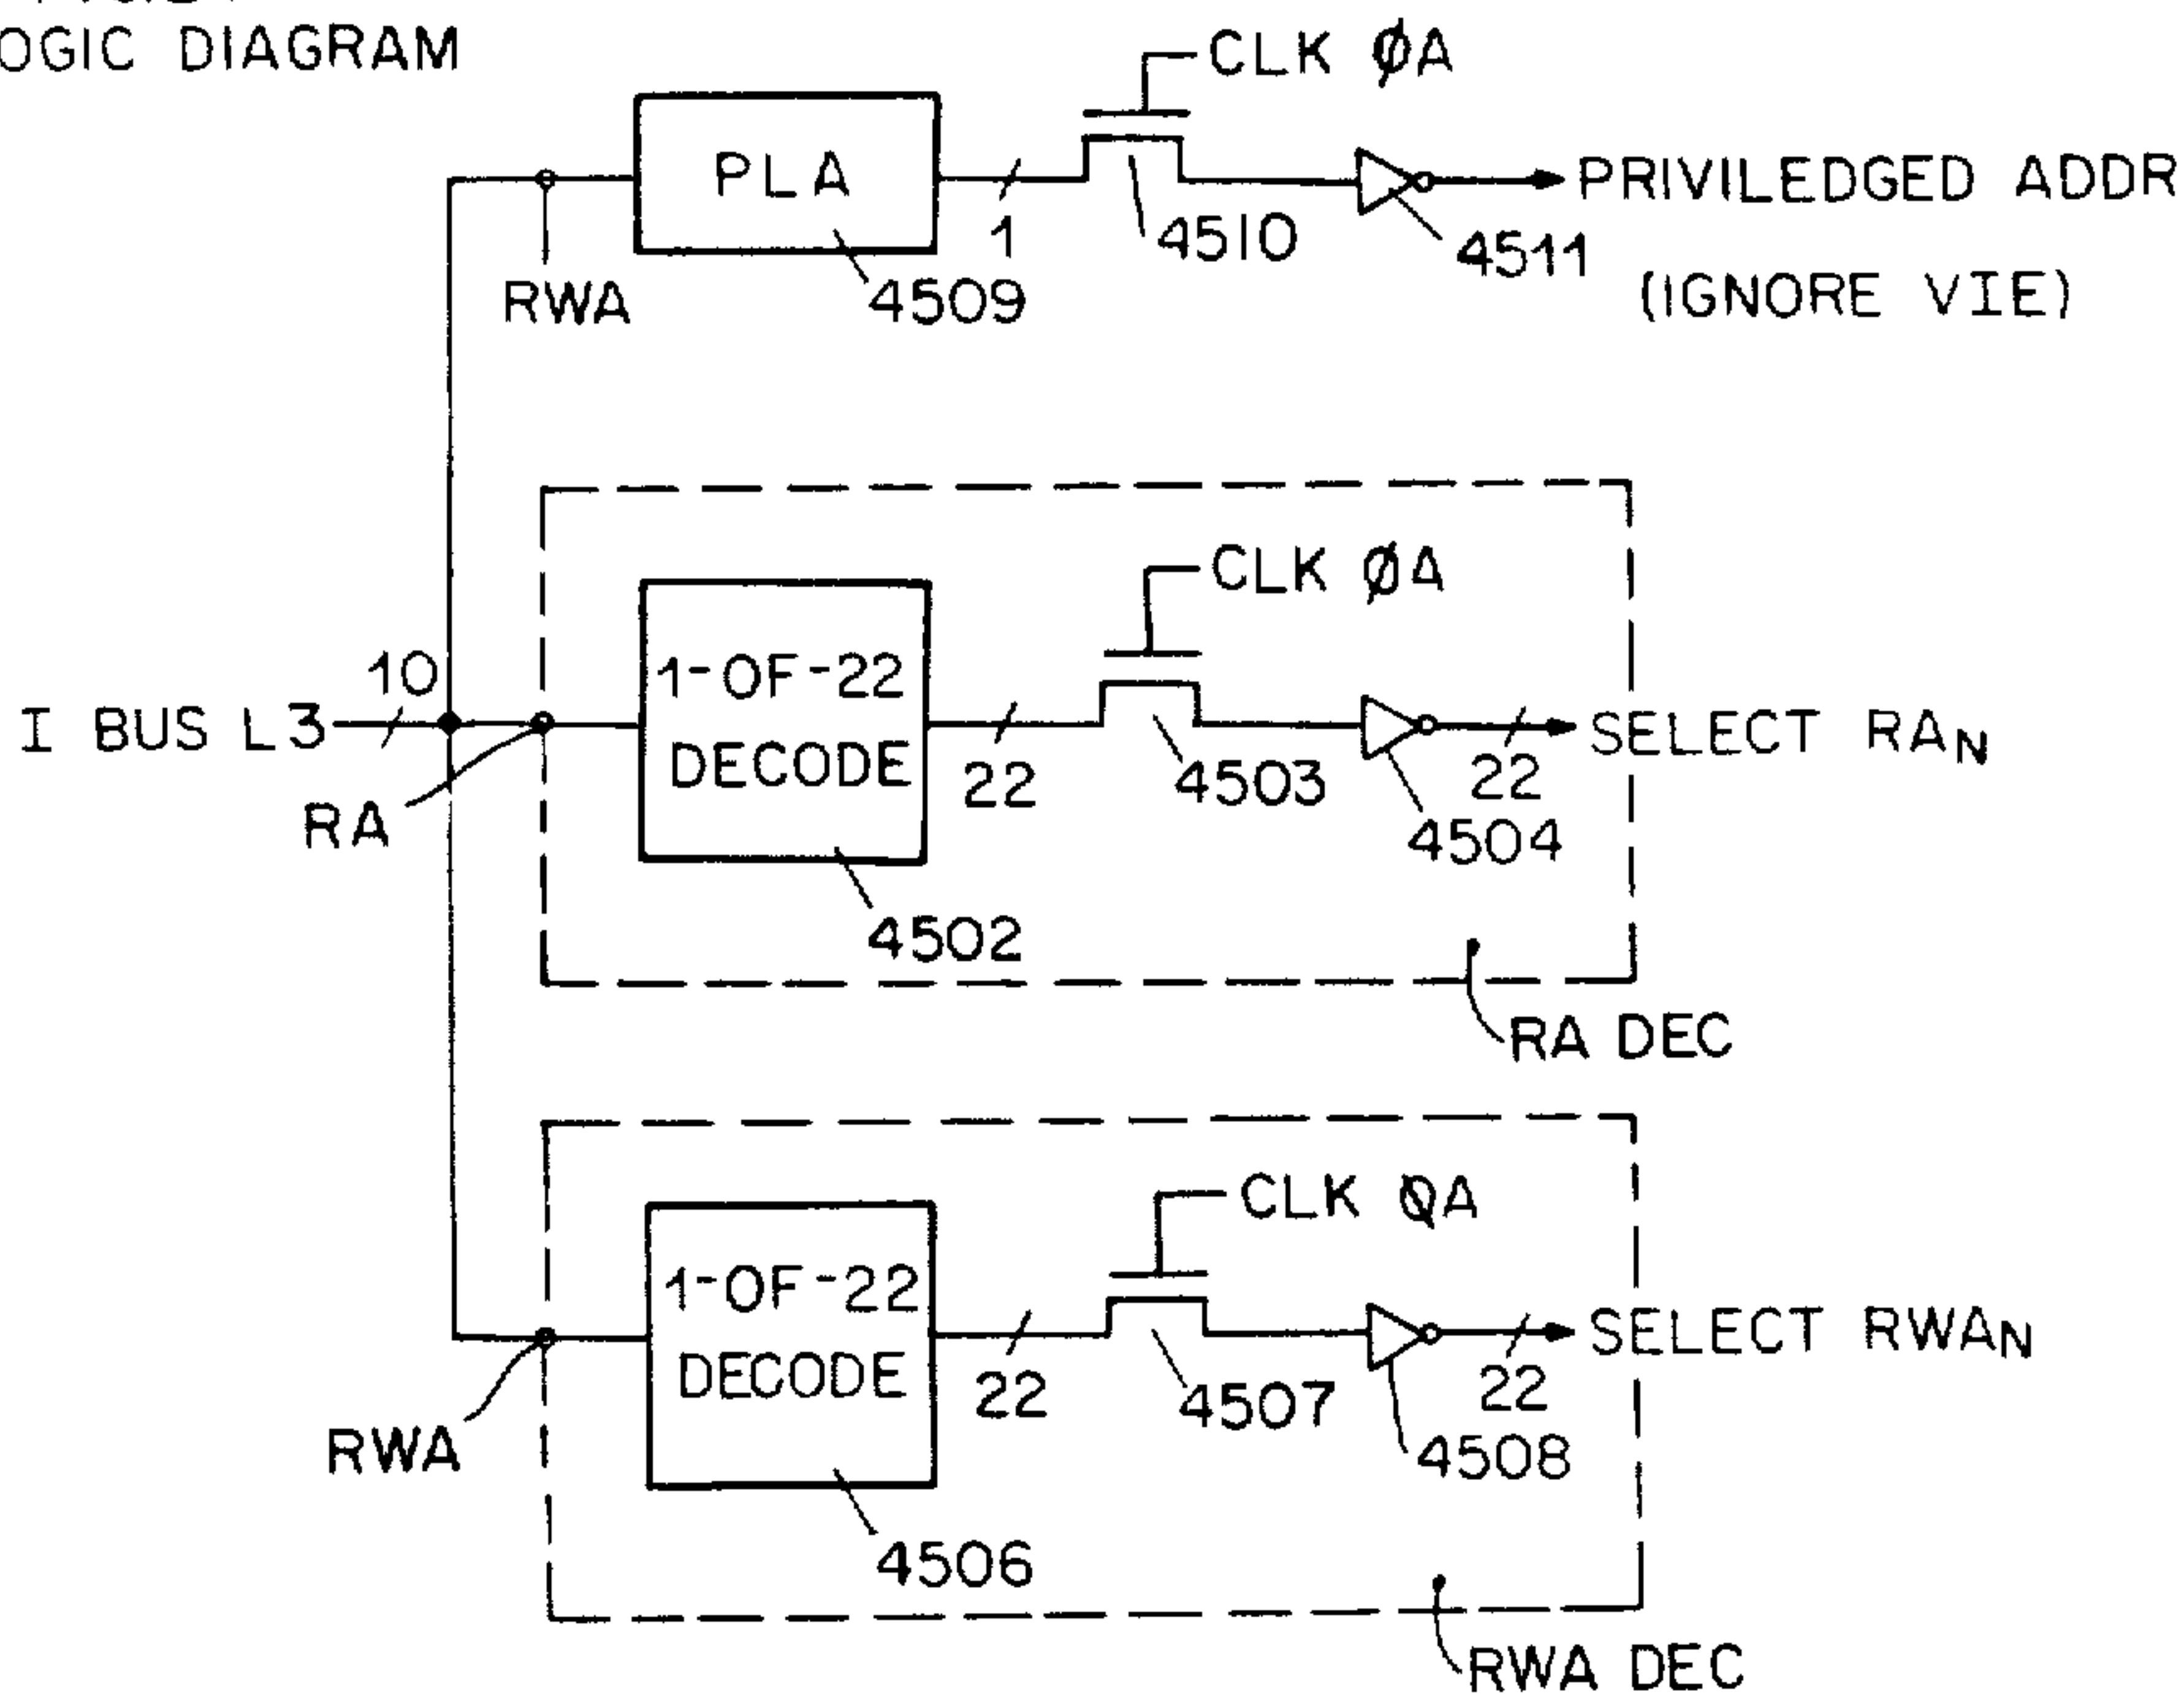 OGIC DIAGRAM
CLK ØA
PLA
PRIVILEDGED ADDR
1
4510
4511
RWA
4509
(IGNORE VIE)
CLK ØA
10
1-OF-22
DECODE
I BUS L3
SELECT RAN
22
4503
22
RA
4504
4502
RA DEC
CLK ØA
1-OF-22
DECODE
SELECT RWAN
22
4507
22
RWA
4508
4506
RWA DEC